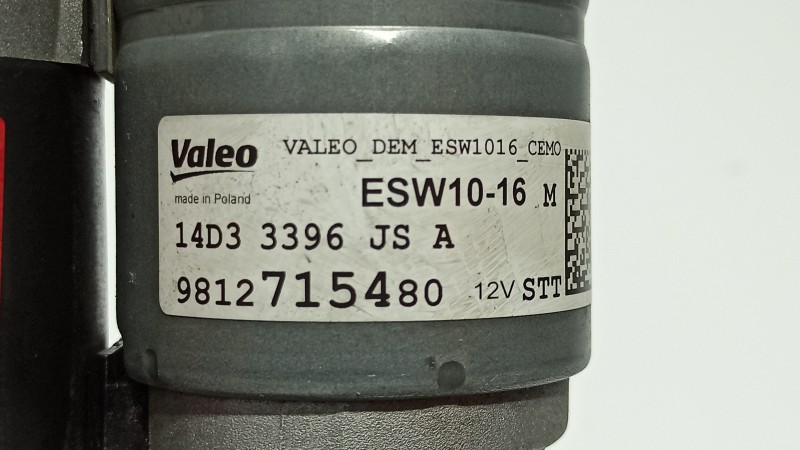 Valeo
VALEO_DEM_ESW1016_CEMO
made in Poland
ESW10-16 M
14D3 3396 JS A
9812715480
12V STT